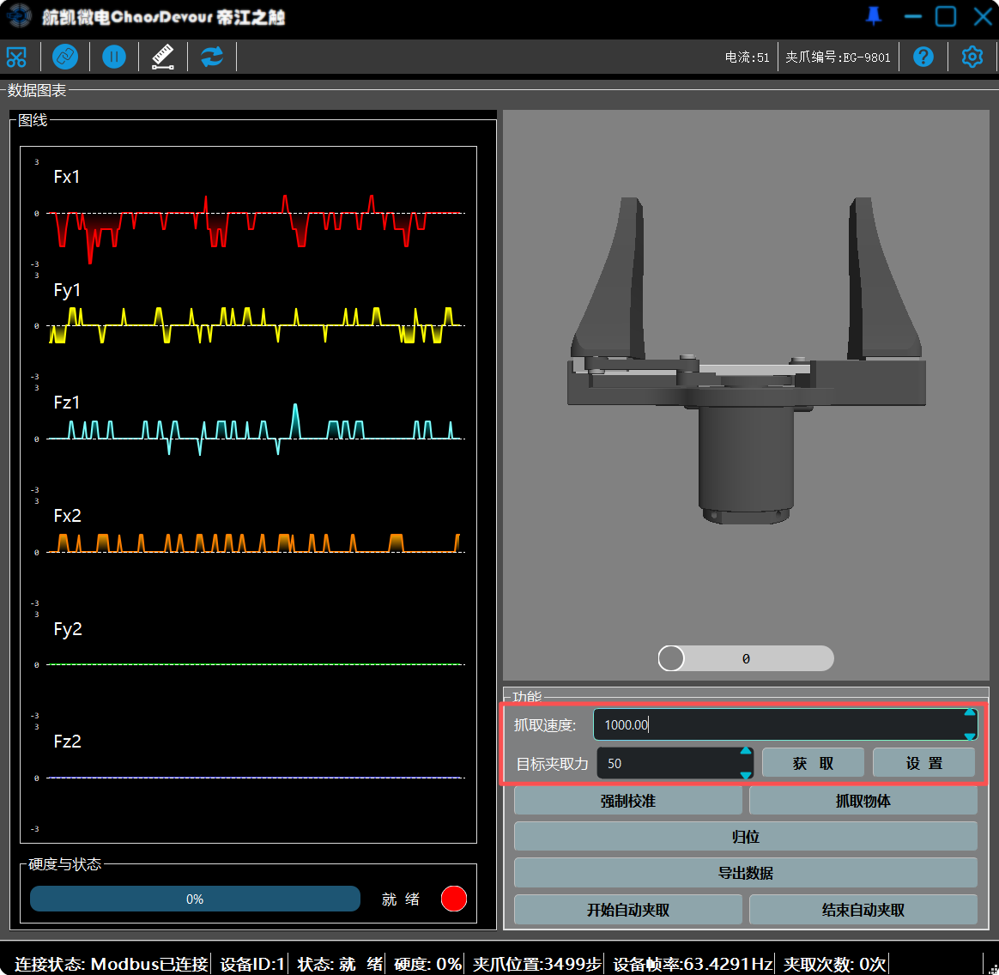 航凯微电ChaosDevour 帝江之触
电流:51
夹爪编号:EG-9801
数据图表
图线
3
Fx1
0
-3
3
Fy1
0
-3
3
Fz1
0
-3
3
Fx2
0
-3
3
Fy2
0
-3
3
Fz2
0
-3
硬度与状态
0%
就 绪
0
功能
抓取速度: 1000.00
目标夹取力 50 获 取 设 置
强制校准 抓取物体
归位
导出数据
开始自动夹取 结束自动夹取
连接状态: Modbus已连接 设备ID:1 状态: 就 绪 硬度: 0% 夹爪位置:3499步 设备帧率:63.4291Hz 夹取次数: 0次